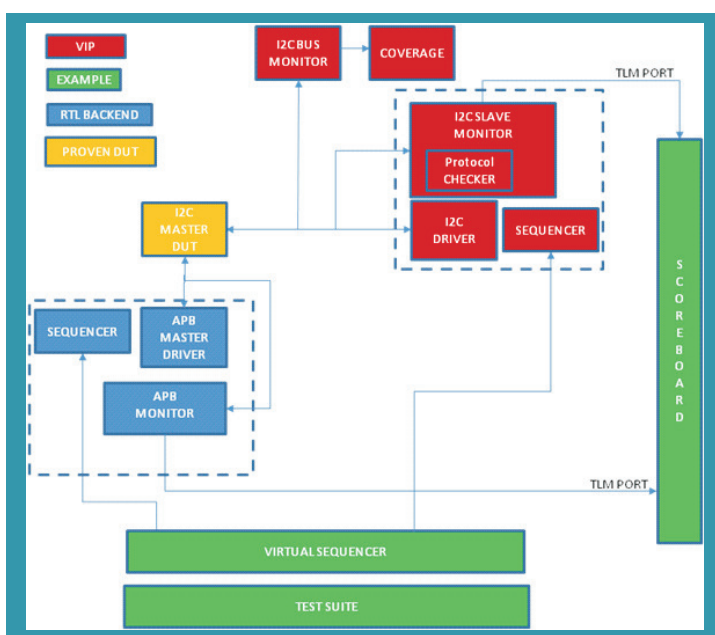 VIP
EXAMPLE
RTL BACKEND
PROVEN DUT
I2C BUS
MONITOR
COVERAGE
TLM PORT
I2C SLAVE
MONITOR
Protocol
CHECKER
I2C
MASTER
DUT
I2C
DRIVER
SEQUENCER
SCOREBOARD
SEQUENCER
APB
MASTER
DRIVER
APB
MONITOR
TLM PORT
VIRTUAL SEQUENCER
TEST SUITE